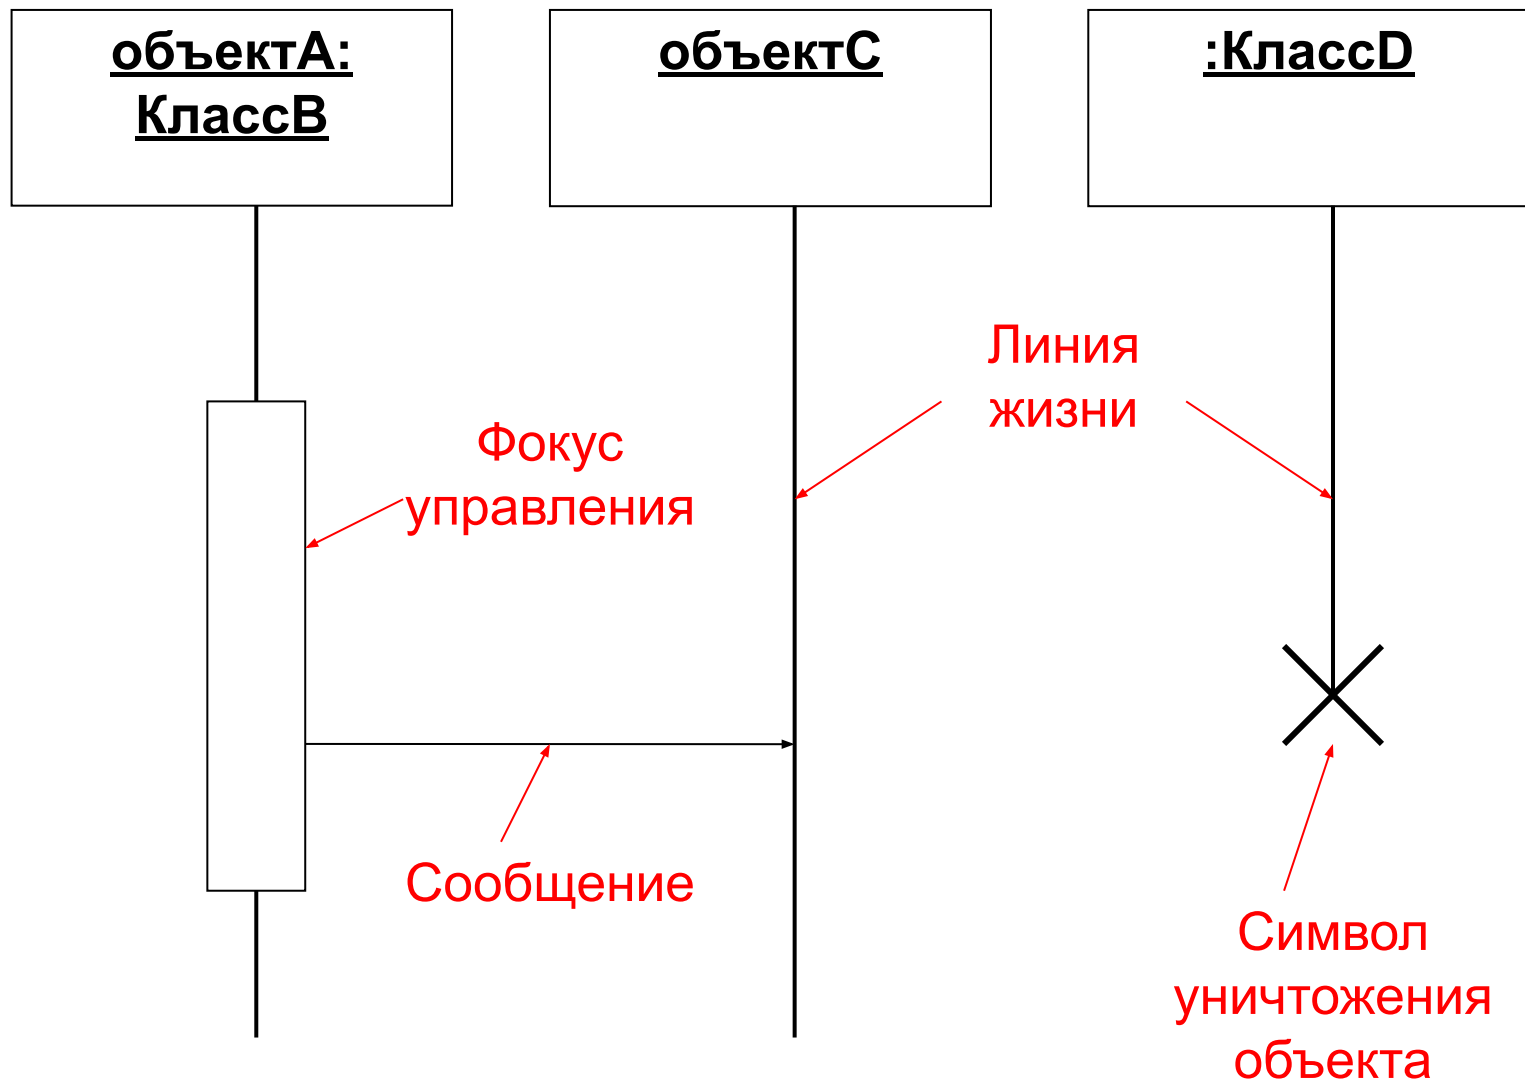 объектА:
КлассВ
объектС
:КлассD
Линия
жизни
Фокус
управления
Сообщение
Символ
уничтожения
объекта